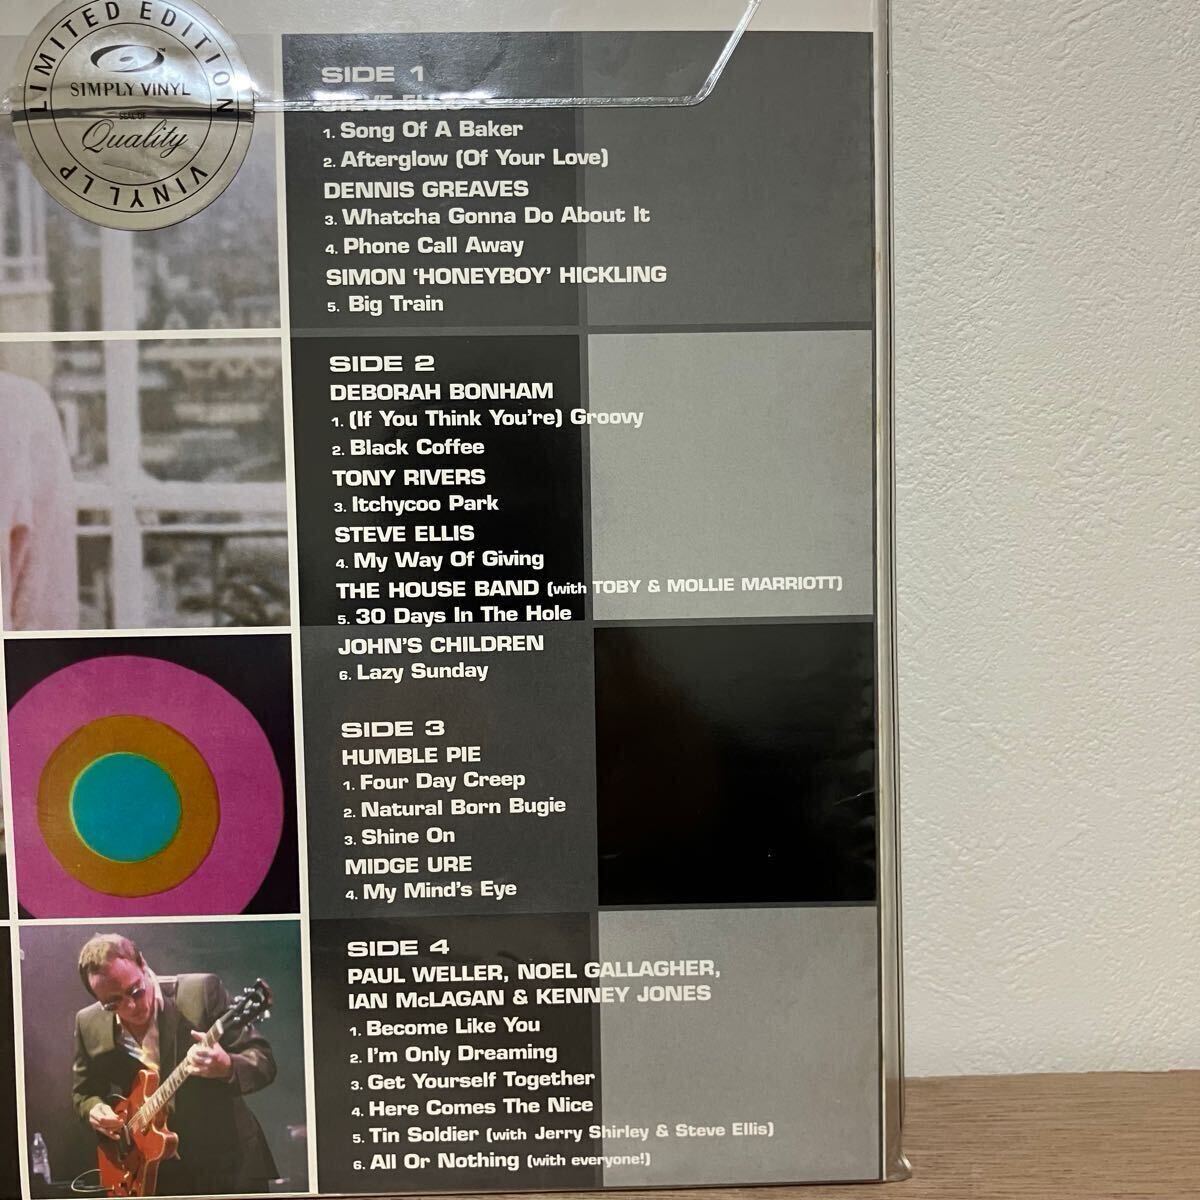 LIMITED EDITION
SIMPLY VINYL
TM
SEAL OF
Quality
VINYL LP
SIDE 1
STEVE ELLIS
1. Song Of A Baker
2. Afterglow (Of Your Love)
DENNIS GREAVES
3. Whatcha Gonna Do About It
4. Phone Call Away
SIMON ‘HONEYBOY’ HICKLING
5. Big Train
SIDE 2
DEBORAH BONHAM
1. (If You Think You’re) Groovy
2. Black Coffee
TONY RIVERS
3. Itchycoo Park
STEVE ELLIS
4. My Way Of Giving
THE HOUSE BAND (with TOBY & MOLLIE MARRIOTT)
5. 30 Days In The Hole
JOHN’S CHILDREN
6. Lazy Sunday
SIDE 3
HUMBLE PIE
1. Four Day Creep
2. Natural Born Bugie
3. Shine On
MIDGE URE
4. My Mind’s Eye
SIDE 4
PAUL WELLER, NOEL GALLAGHER,
IAN McLAGAN & KENNEY JONES
1. Become Like You
2. I’m Only Dreaming
3. Get Yourself Together
4. Here Comes The Nice
5. Tin Soldier (with Jerry Shirley & Steve Ellis)
6. All Or Nothing (with everyone!)